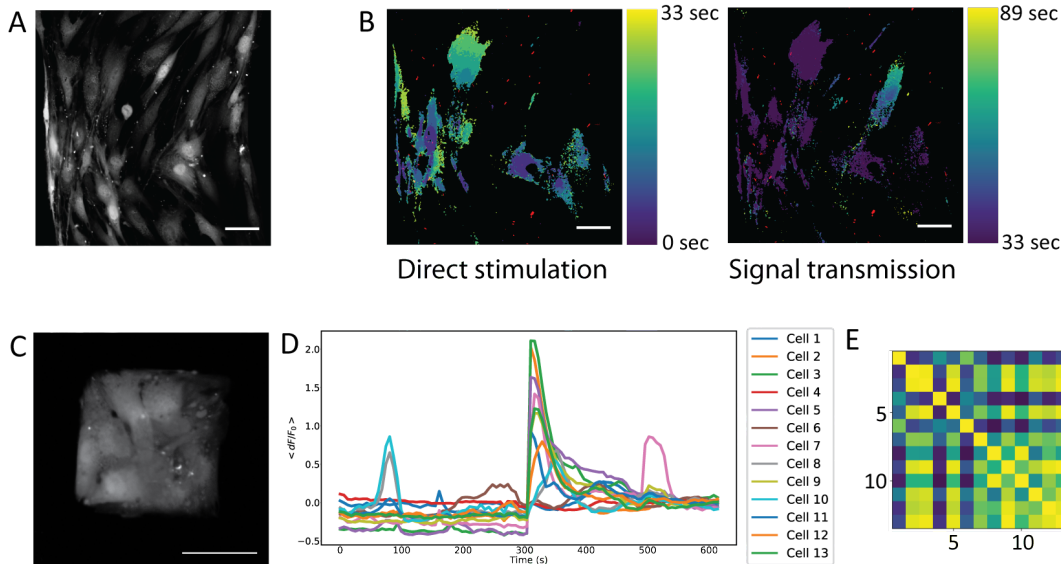 A
B
33 sec
0 sec
89 sec
33 sec
Direct stimulation
Signal transmission
C
D
2.0
1.5
1.0
0.5
0.0
−0.5
< dF/F₀ >
0
100
200
300
400
500
600
Time (s)
Cell 1
Cell 2
Cell 3
Cell 4
Cell 5
Cell 6
Cell 7
Cell 8
Cell 9
Cell 10
Cell 11
Cell 12
Cell 13
E
5
10
5
10